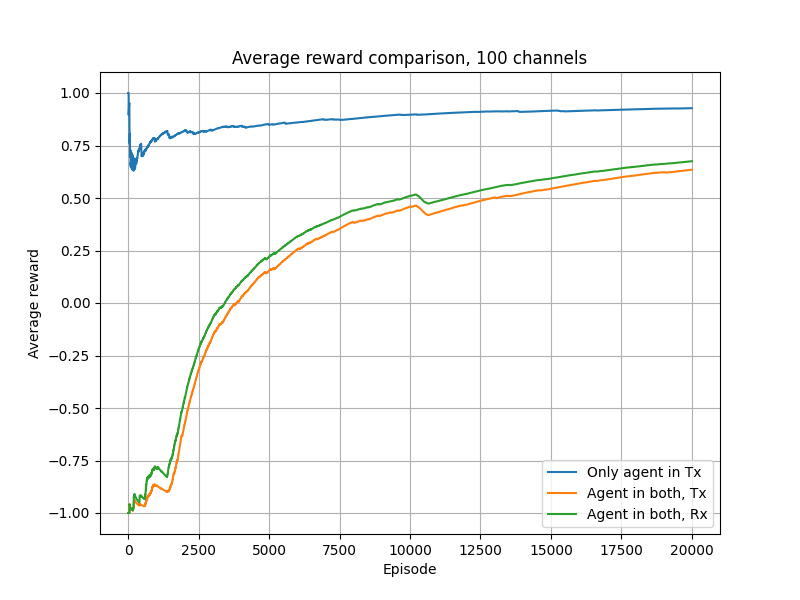 Average reward comparison, 100 channels
Average reward
1.00
0.75
0.50
0.25
0.00
−0.25
−0.50
−0.75
−1.00
0 2500 5000 7500 10000 12500 15000 17500 20000
Episode
Only agent in Tx
Agent in both, Tx
Agent in both, Rx